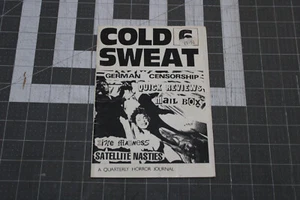 COLD 6
SWEAT
GERMAN CENSORSHIP
QUICK REVIEWS
MAIL BOX
SATELLITE NASTIES
A QUARTERLY HORROR JOURNAL